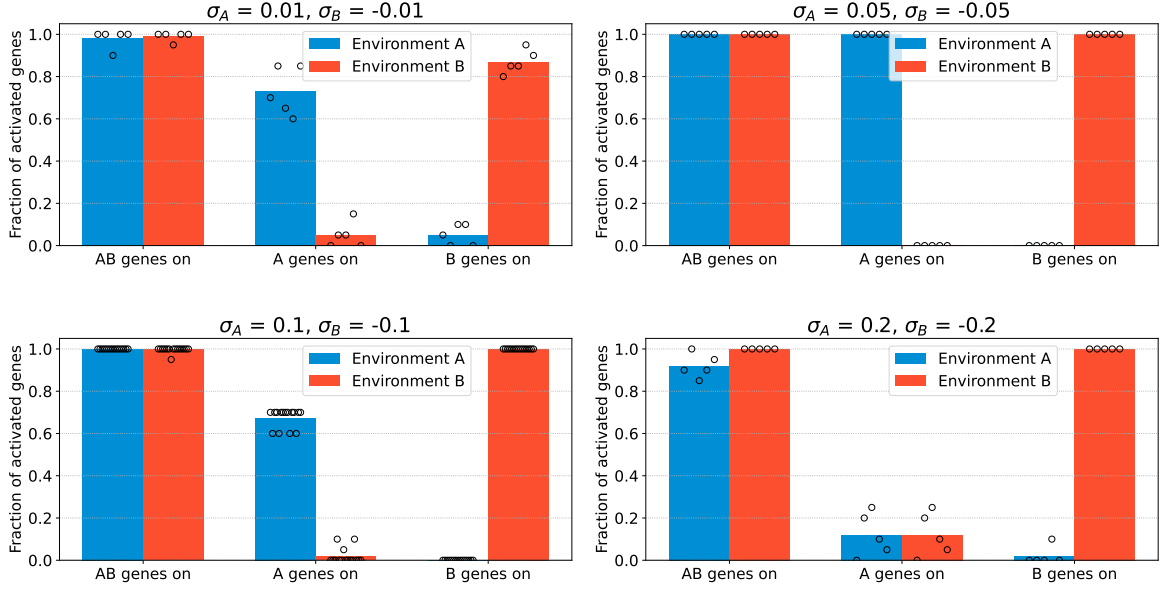 σA = 0.01, σB = -0.01
Fraction of activated genes
1.0
0.8
0.6
0.4
0.2
0.0
Environment A
Environment B
AB genes on
A genes on
B genes on
σA = 0.05, σB = -0.05
Fraction of activated genes
1.0
0.8
0.6
0.4
0.2
0.0
Environment A
Environment B
AB genes on
A genes on
B genes on
σA = 0.1, σB = -0.1
Fraction of activated genes
1.0
0.8
0.6
0.4
0.2
0.0
Environment A
Environment B
AB genes on
A genes on
B genes on
σA = 0.2, σB = -0.2
Fraction of activated genes
1.0
0.8
0.6
0.4
0.2
0.0
Environment A
Environment B
AB genes on
A genes on
B genes on